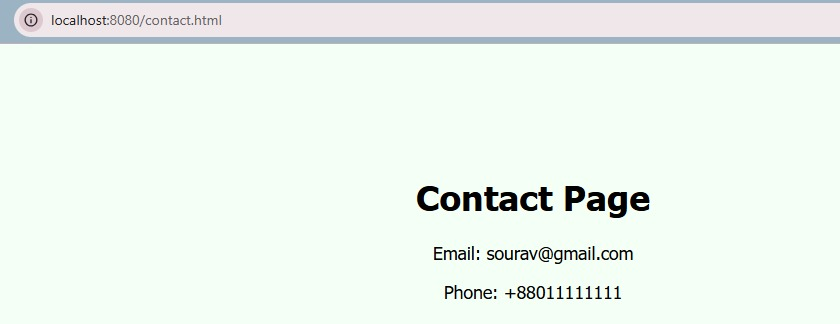 localhost:8080/contact.html
Contact Page
Email: sourav@gmail.com
Phone: +88011111111